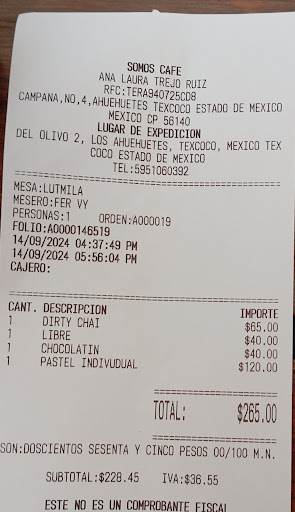 SOMOS CAFE
ANA LAURA TREJO RUIZ
RFC:TERA940725CD8
CAMPANA,NO,4,AHUEHUETES TEXCOCO ESTADO DE MEXICO
MEXICO CP 56140
LUGAR DE EXPEDICION
DEL OLIVO 2, LOS AHUEHUETES, TEXCOCO, MEXICO TEX
COCO ESTADO DE MEXICO
TEL:5951060392
MESA:LUTMILA
MESERO:FER VY
PERSONAS:1 ORDEN:A000019
FOLIO:A0000146519
14/09/2024 04:37:49 PM
14/09/2024 05:56:04 PM
CAJERO:
CANT. DESCRIPCION IMPORTE
1 DIRTY CHAI $65.00
1 LIBRE $40.00
1 CHOCOLATIN $40.00
1 PASTEL INDIVUDUAL $120.00
TOTAL: $265.00
SON:DOSCIENTOS SESENTA Y CINCO PESOS 00/100 M.N.
SUBTOTAL:$228.45 IVA:$36.55
ESTE NO ES UN COMPROBANTE FISCAL